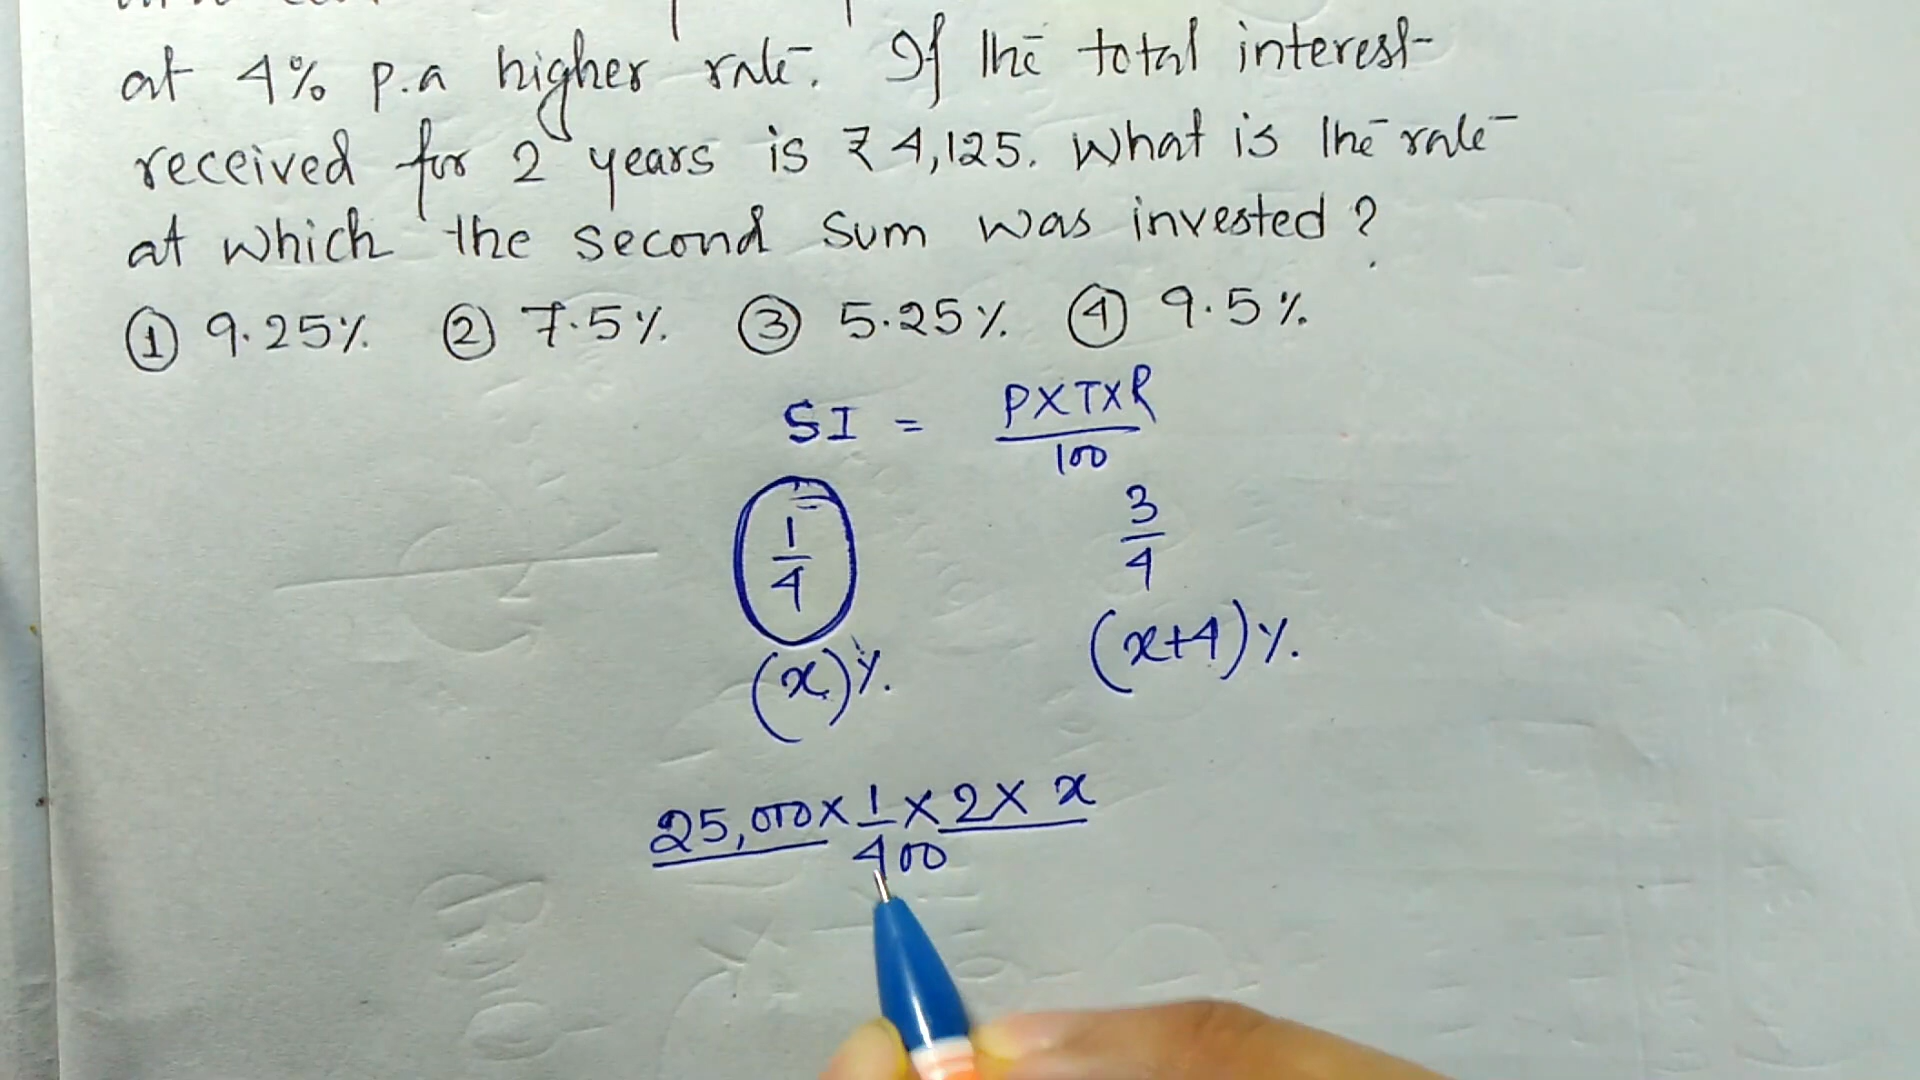 at 4% p.a higher rate. If the total interest
received for 2 years is ₹4,125. What is the rate
at which the second sum was invested?
① 9.25% ② 7.5% ③ 5.25% ④ 9.5%
SI = P×T×R
100
1 3
4 4
(x)% (x+4)%
25,000×1×2×x
400